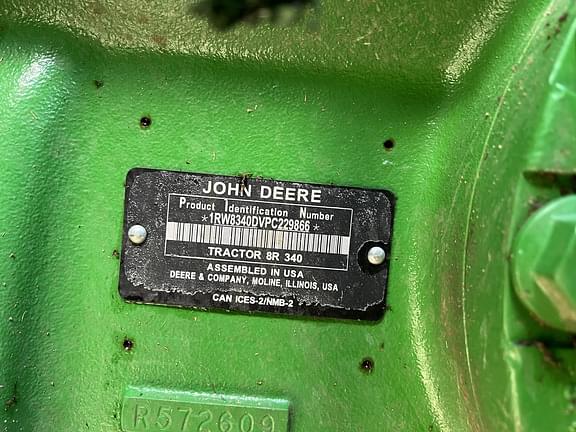 JOHN DEERE
Product Identification Number
*1RW8340DVPC229866*
TRACTOR 8R 340
ASSEMBLED IN USA
DEERE & COMPANY, MOLINE, ILLINOIS, USA
CAN ICES-2/NMB-2
R572609